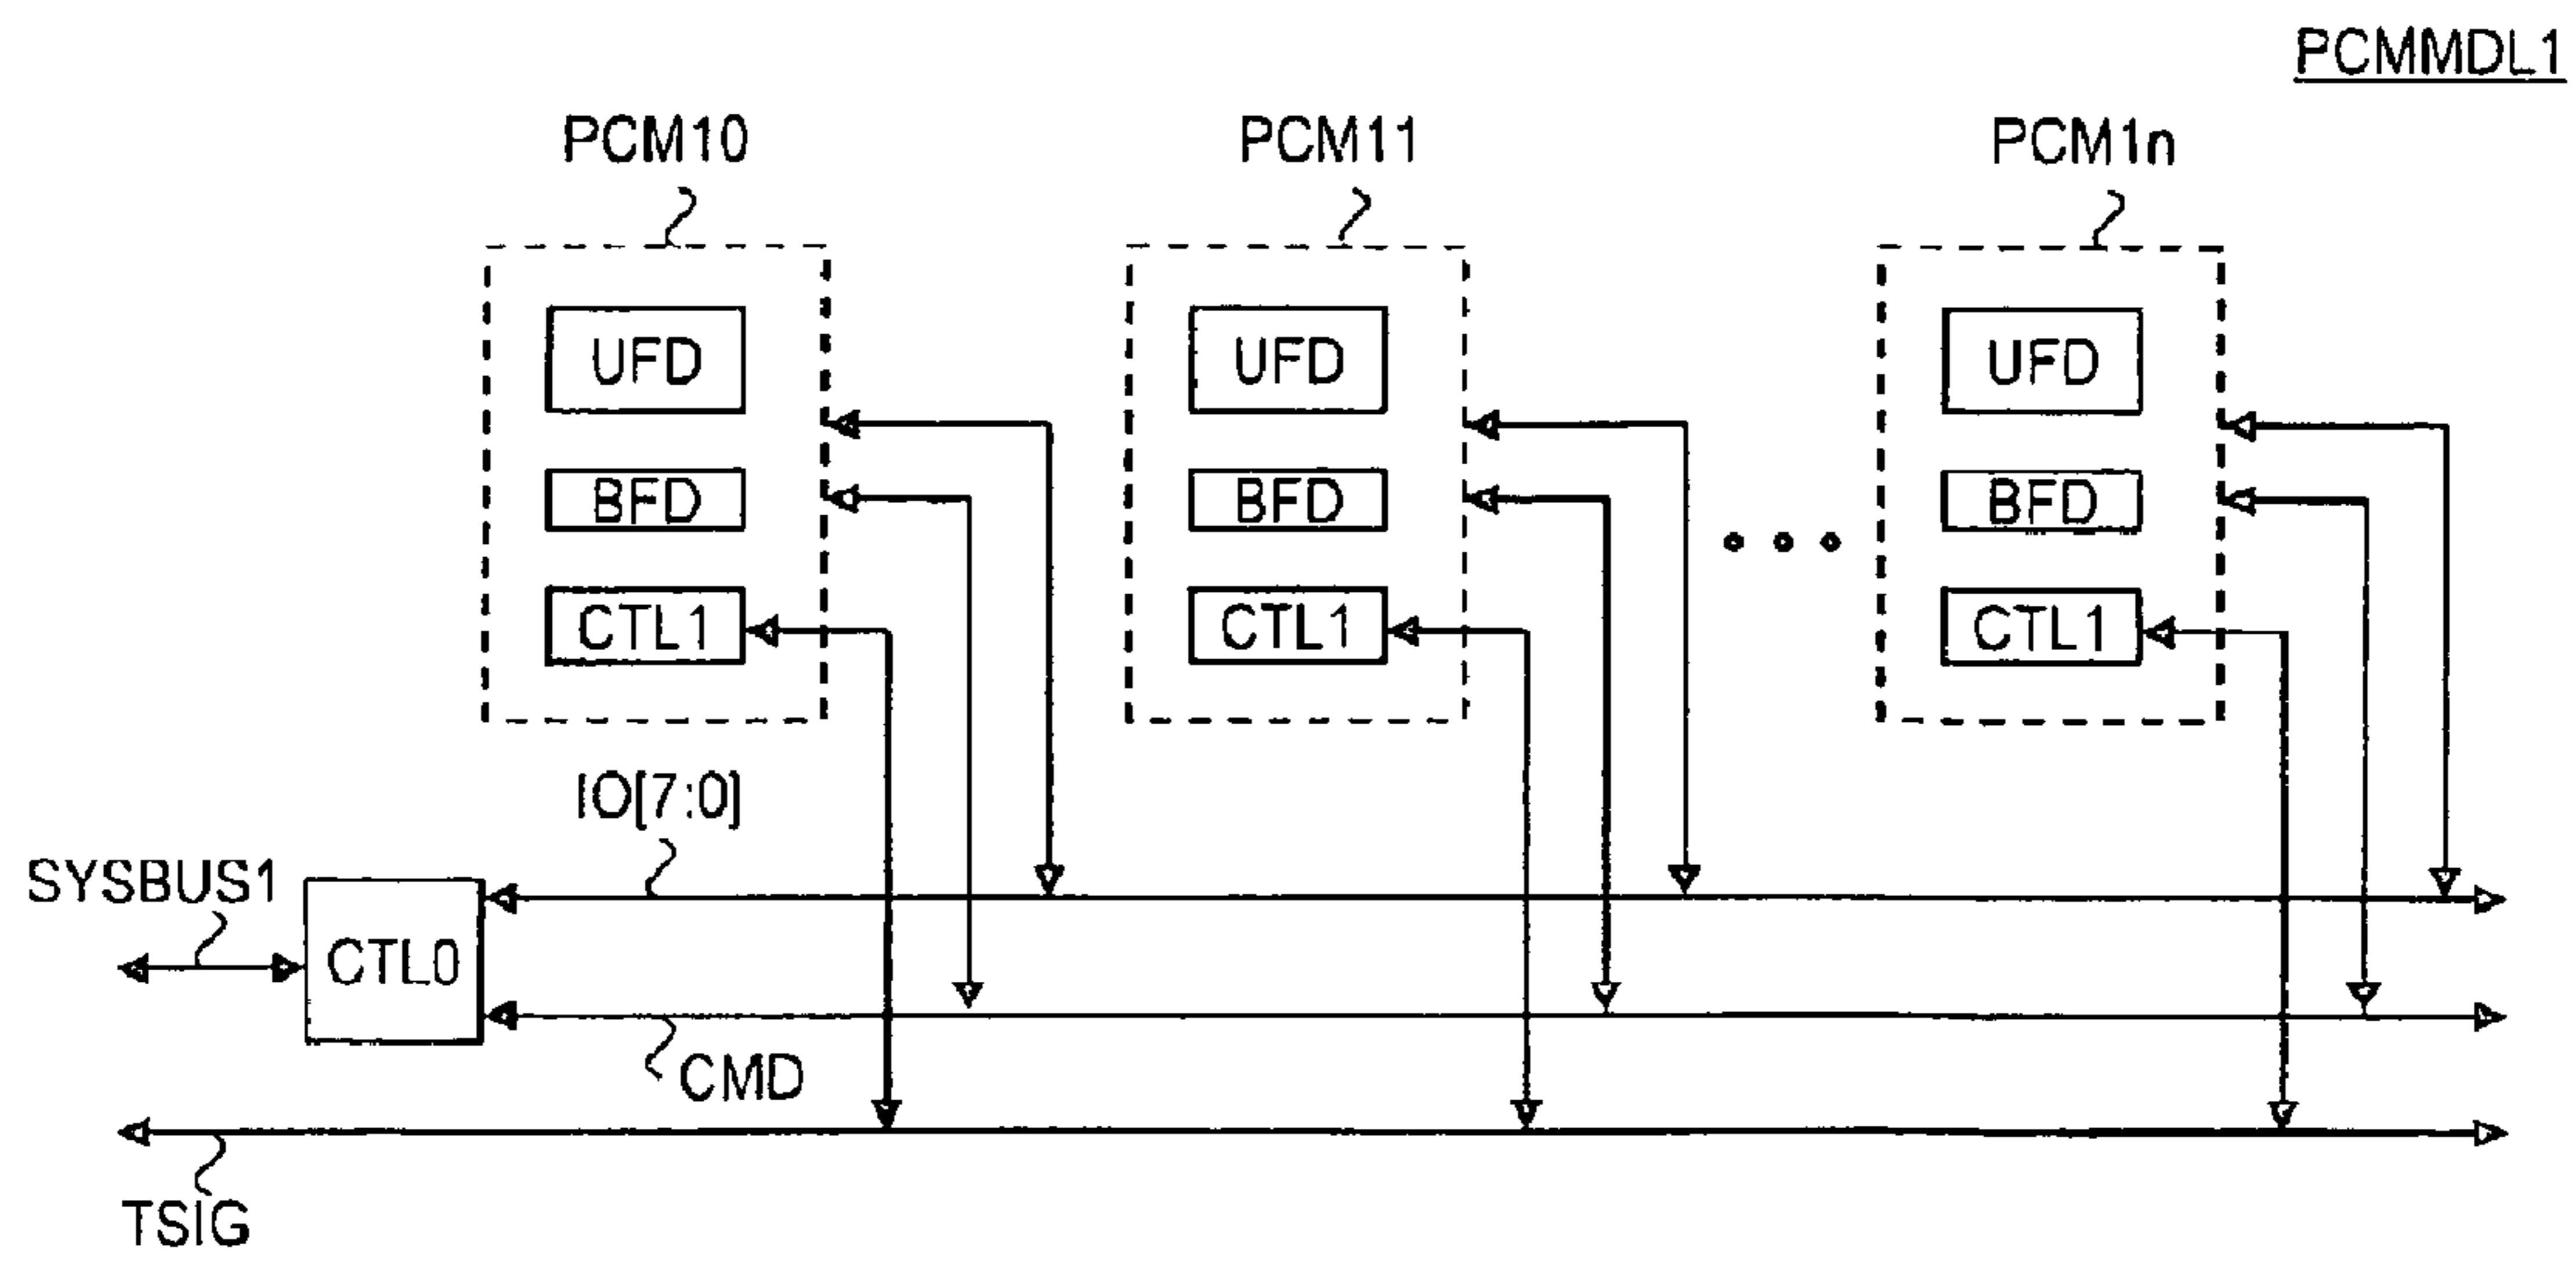 PCMMDL1
PCM10 PCM11 PCM1n
UFD UFD UFD
BFD BFD BFD
CTL1 CTL1 CTL1
IO[7:0]
SYSBUS1
CTL0
CMD
TSIG